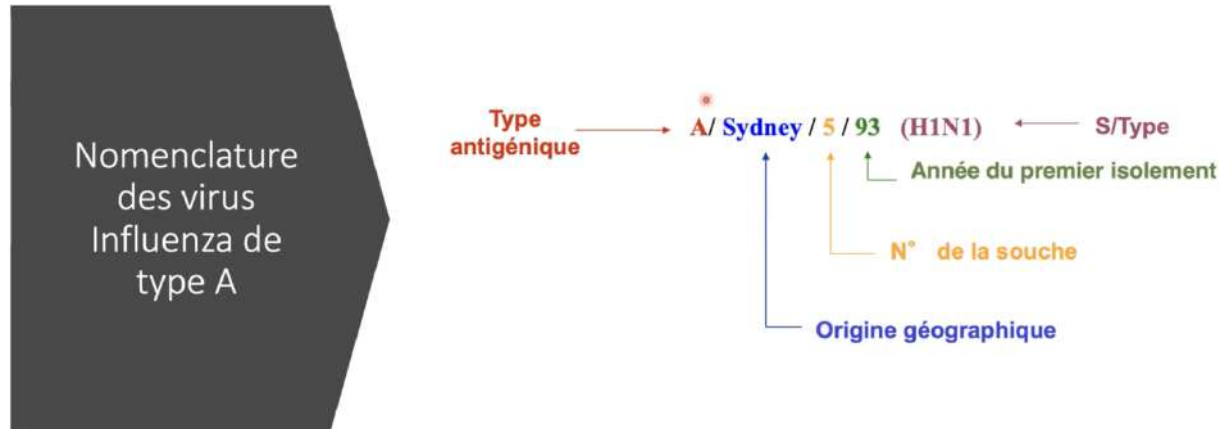 Nomenclature
des virus
Influenza de
type A
Type
antigénique
A/ Sydney / 5 / 93 (H1N1)
S/Type
Année du premier isolement
N° de la souche
Origine géographique